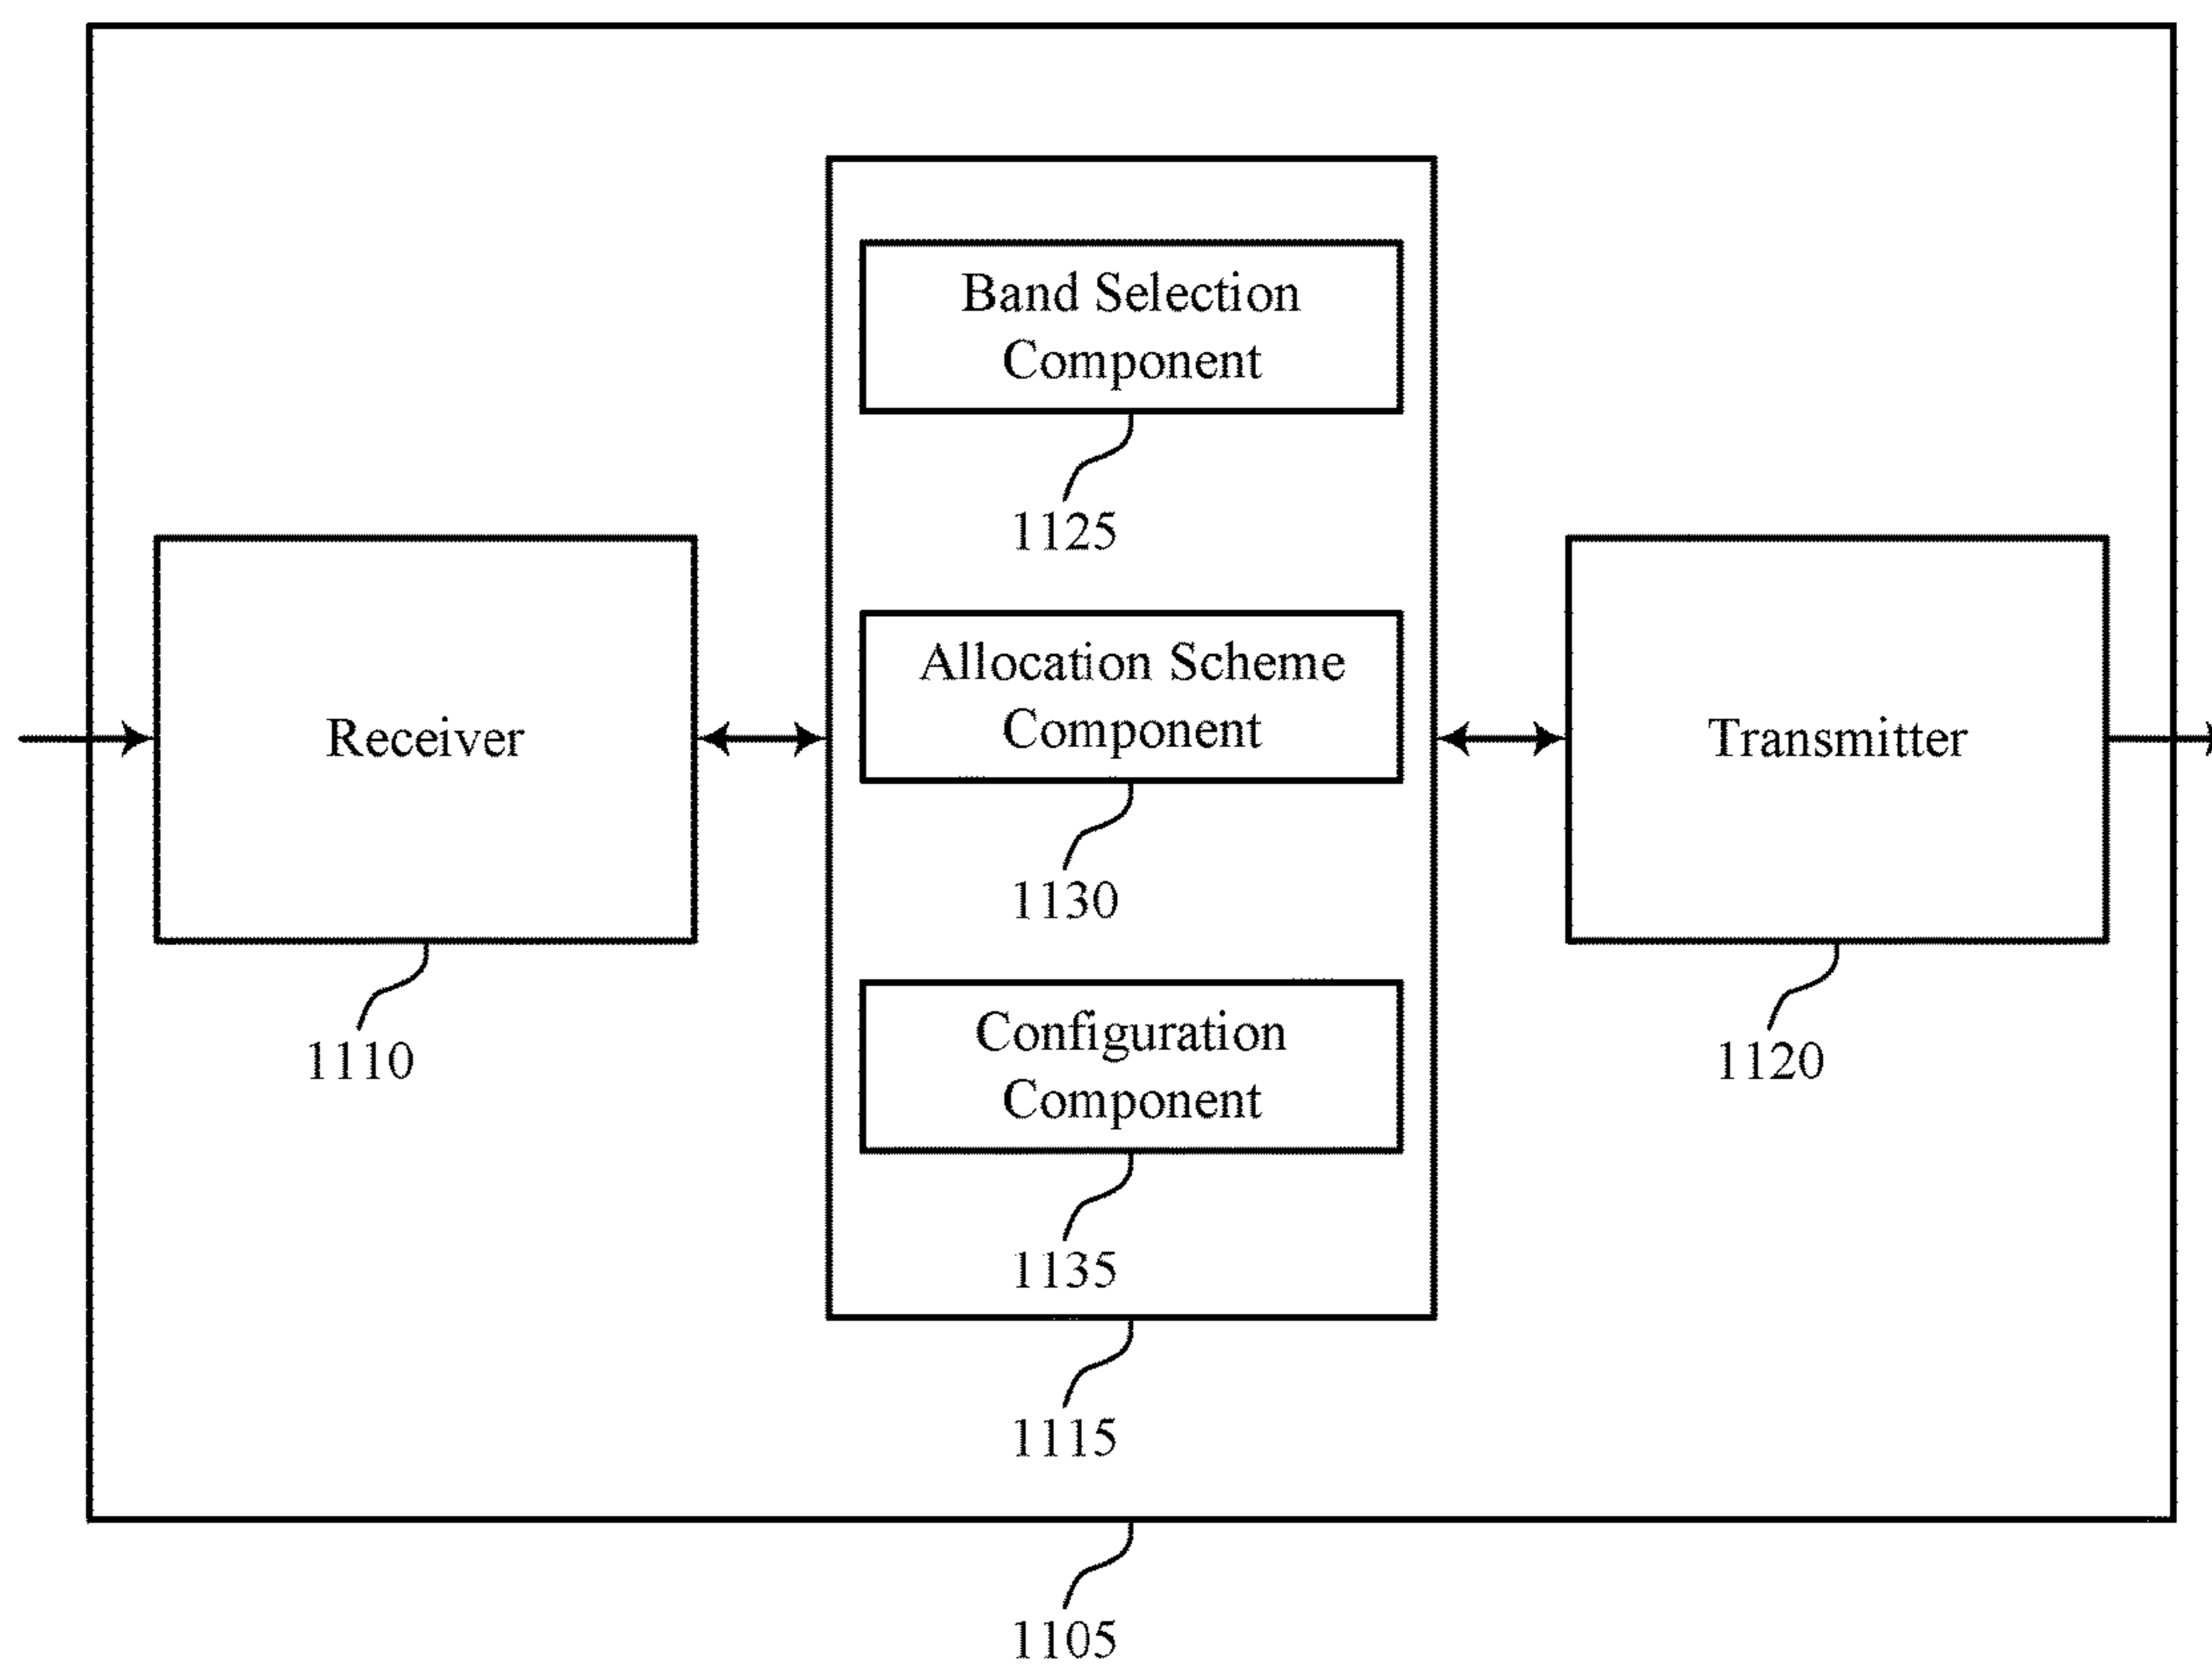 Band Selection
Component
1125
Receiver
1110
Allocation Scheme
Component
1130
Configuration
Component
1135
1115
Transmitter
1120
1105